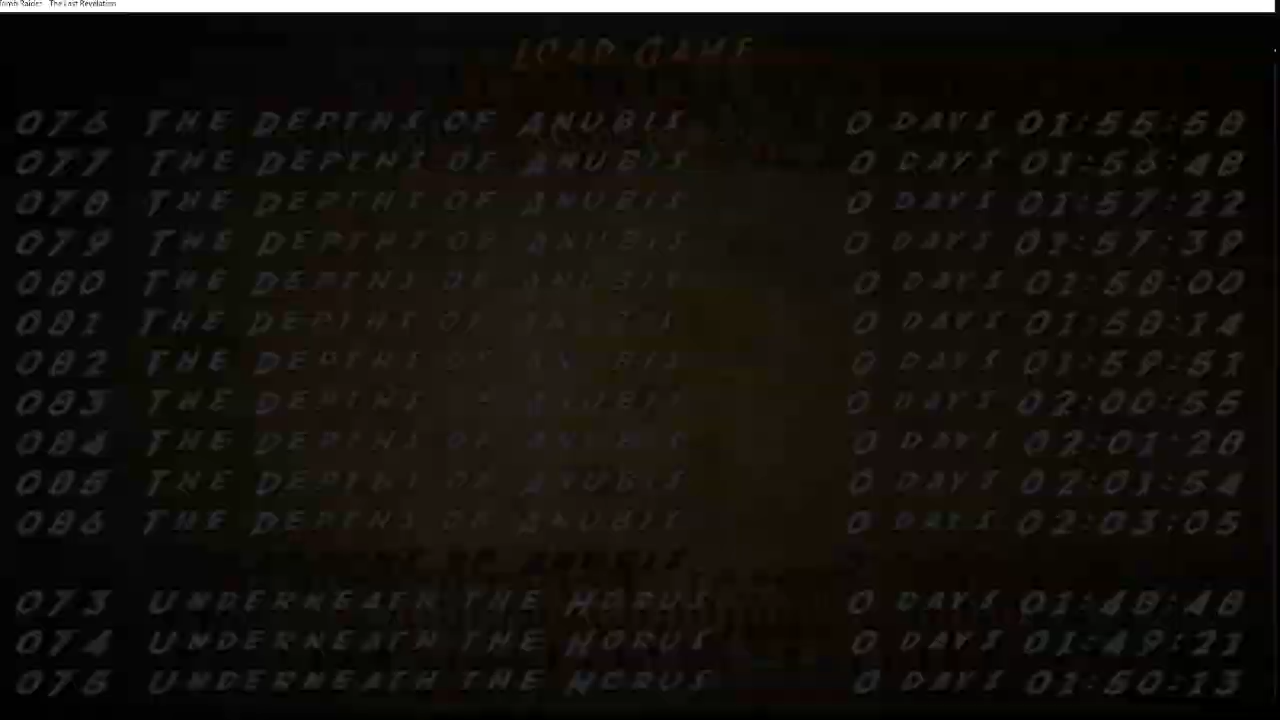 Tomb Raider - The Last Revelation
LOAD GAME
076 THE DEPTHS OF ANUBIS 0 DAYS 01:55:58
077 THE DEPTHS OF ANUBIS 0 DAYS 01:56:48
078 THE DEPTHS OF ANUBIS 0 DAYS 01:57:22
079 THE DEPTHS OF ANUBIS 0 DAYS 01:57:39
080 THE DEPTHS OF ANUBIS 0 DAYS 01:58:00
081 THE DEPTHS OF ANUBIS 0 DAYS 01:58:14
082 THE DEPTHS OF ANUBIS 0 DAYS 01:59:51
083 THE DEPTHS OF ANUBIS 0 DAYS 02:00:55
084 THE DEPTHS OF ANUBIS 0 DAYS 02:01:28
085 THE DEPTHS OF ANUBIS 0 DAYS 02:01:54
086 THE DEPTHS OF ANUBIS 0 DAYS 02:03:05
OF ANUBIS
073 UNDERNEATH THE HORUS 0 DAYS 01:48:48
074 UNDERNEATH THE HORUS 0 DAYS 01:49:21
075 UNDERNEATH THE HORUS 0 DAYS 01:50:13